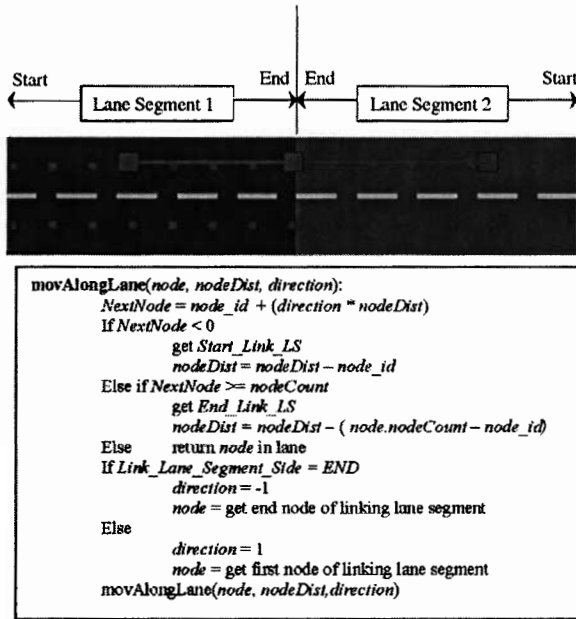 Start End End Start
Lane Segment 1 Lane Segment 2
movAlongLane(node, nodeDist, direction):
NextNode = node_id + (direction * nodeDist)
If NextNode < 0
get Start_Link_LS
nodeDist = nodeDist – node_id
Else if NextNode >= nodeCount
get End_Link_LS
nodeDist = nodeDist – ( node.nodeCount – node_id)
Else return node in lane
If Link_Lane_Segment_Side = END
direction = -1
node = get end node of linking lane segment
Else
direction = 1
node = get first node of linking lane segment
movAlongLane(node, nodeDist,direction)